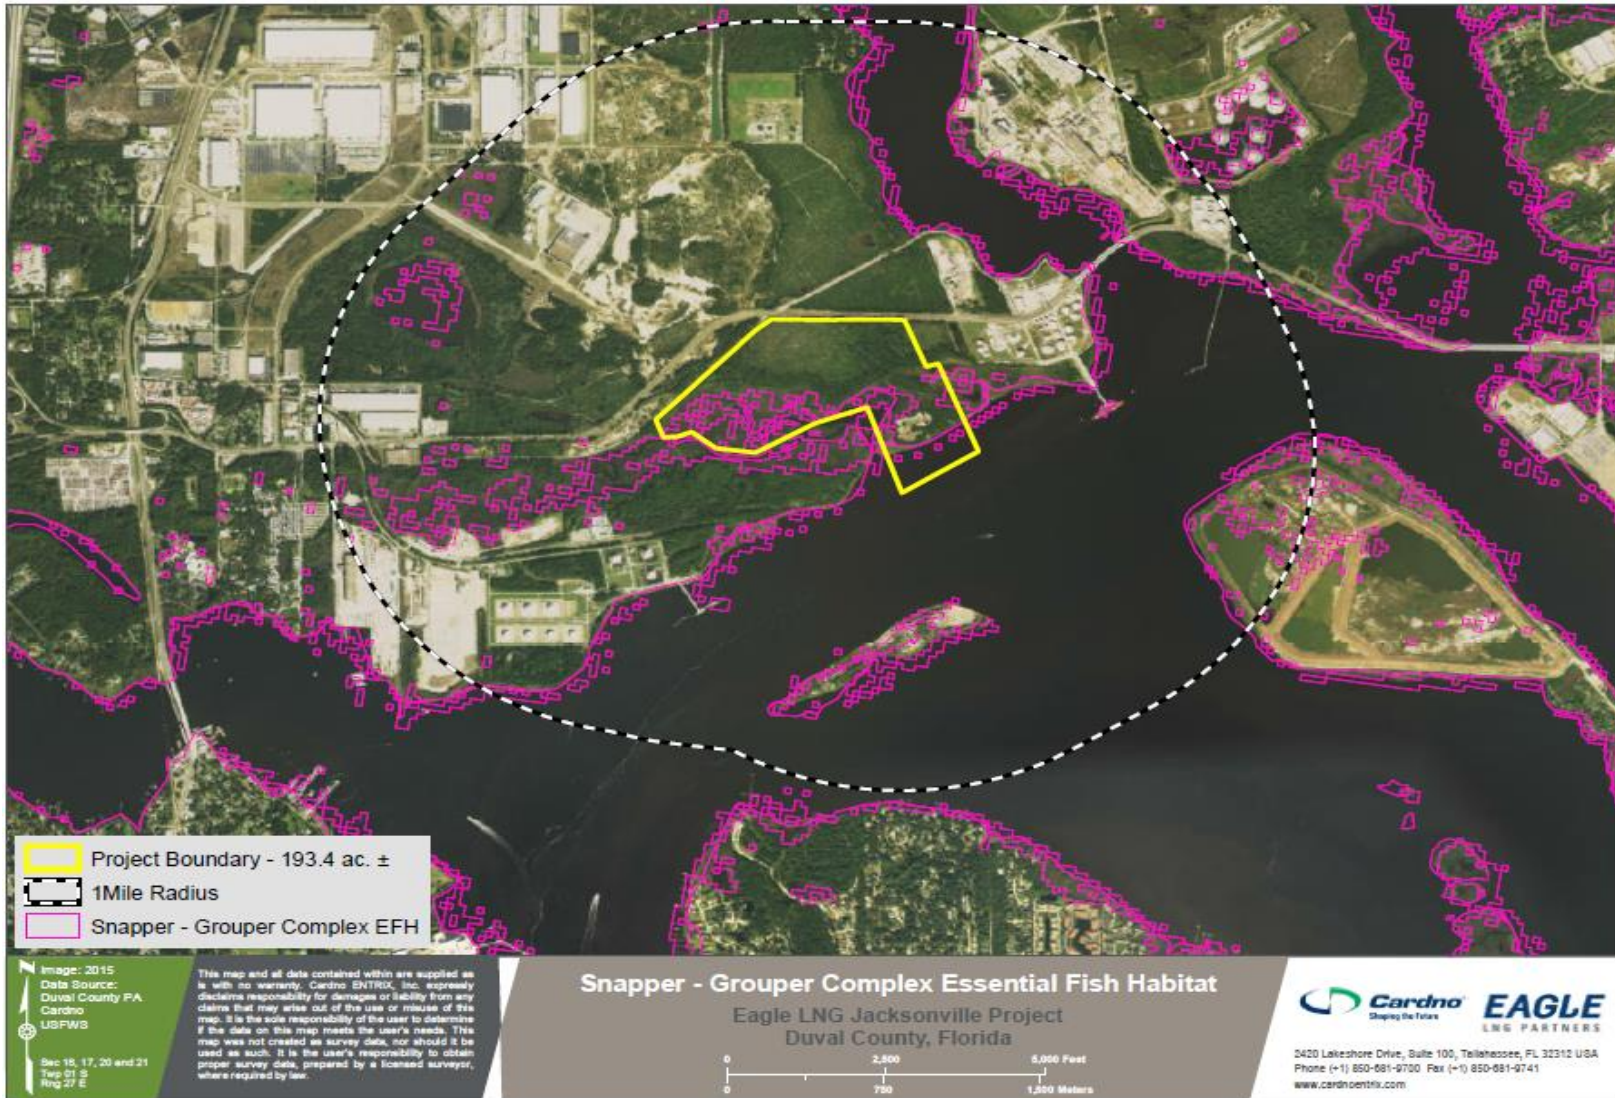 Project Boundary - 193.4 ac. ±
1Mile Radius
Snapper - Grouper Complex EFH
N
Image: 2015
Data Source:
Duval County PA
Cardno
USFWS
Sec 18, 17, 20 and 21
Twp 01 S
Rng 27 E
This map and all data contained within are supplied as
is with no warranty. Cardno ENTRIX, Inc. expressly
disclaims responsibility for damages or liability from any
claims that may arise out of the use or misuse of this
map. It is the sole responsibility of the user to determine
if the data on this map meets the user's needs. This
map was not created as survey data, nor should it be
used as such. It is the user's responsibility to obtain
proper survey data, prepared by a licensed surveyor,
where required by law.
Snapper - Grouper Complex Essential Fish Habitat
Eagle LNG Jacksonville Project
Duval County, Florida
0 2,500 5,000 Feet
0 750 1,500 Meters
Cardno
Shaping the Future
EAGLE
LNG PARTNERS
2420 Lakeshore Drive, Suite 100, Tallahassee, FL 32312 USA
Phone (+1) 850-681-9700 Fax (+1) 850-681-9741
www.cardnoentrix.com